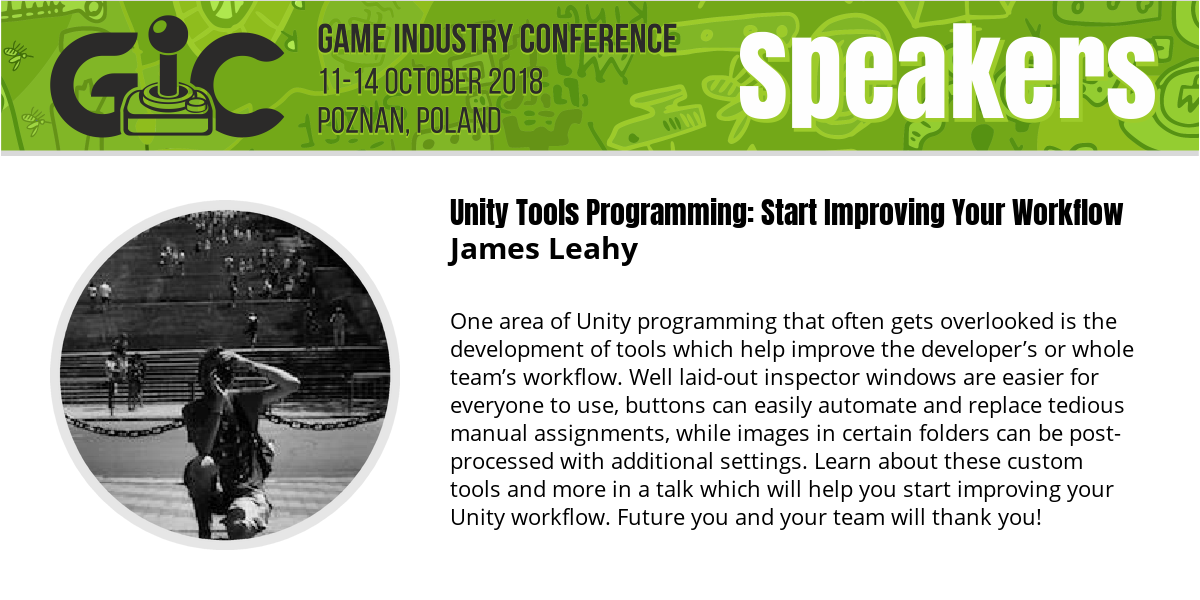 GIC
GAME INDUSTRY CONFERENCE
11-14 OCTOBER 2018
POZNAN, POLAND
Speakers
Unity Tools Programming: Start Improving Your Workflow
James Leahy
One area of Unity programming that often gets overlooked is the
development of tools which help improve the developer’s or whole
team’s workflow. Well laid-out inspector windows are easier for
everyone to use, buttons can easily automate and replace tedious
manual assignments, while images in certain folders can be post-
processed with additional settings. Learn about these custom
tools and more in a talk which will help you start improving your
Unity workflow. Future you and your team will thank you!